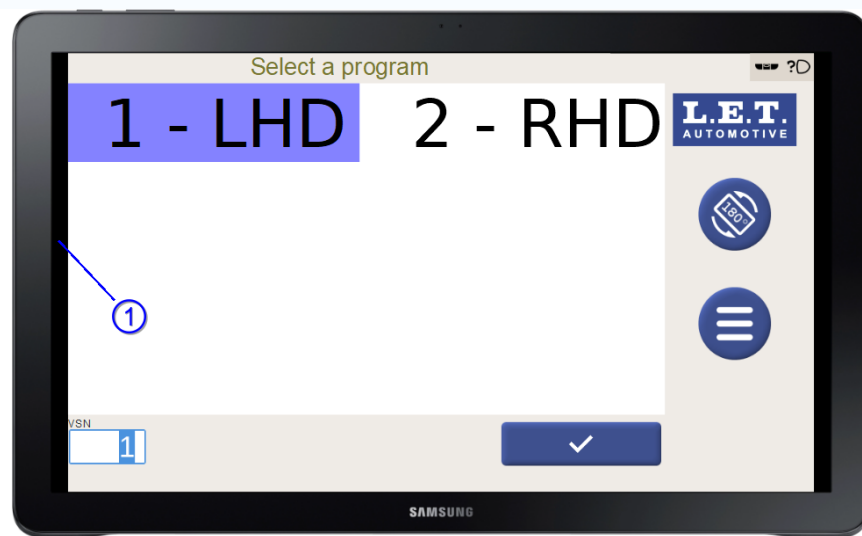 Select a program
?
1 - LHD 2 - RHD
L.E.T.
AUTOMOTIVE
180°
1
VSN
1
SAMSUNG